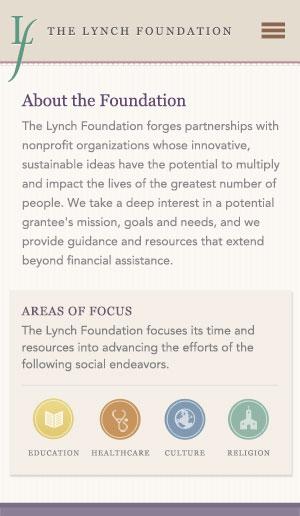 Lf THE LYNCH FOUNDATION
About the Foundation
The Lynch Foundation forges partnerships with
nonprofit organizations whose innovative,
sustainable ideas have the potential to multiply
and impact the lives of the greatest number of
people. We take a deep interest in a potential
grantee's mission, goals and needs, and we
provide guidance and resources that extend
beyond financial assistance.
AREAS OF FOCUS
The Lynch Foundation focuses its time and
resources into advancing the efforts of the
following social endeavors.
EDUCATION HEALTHCARE CULTURE RELIGION